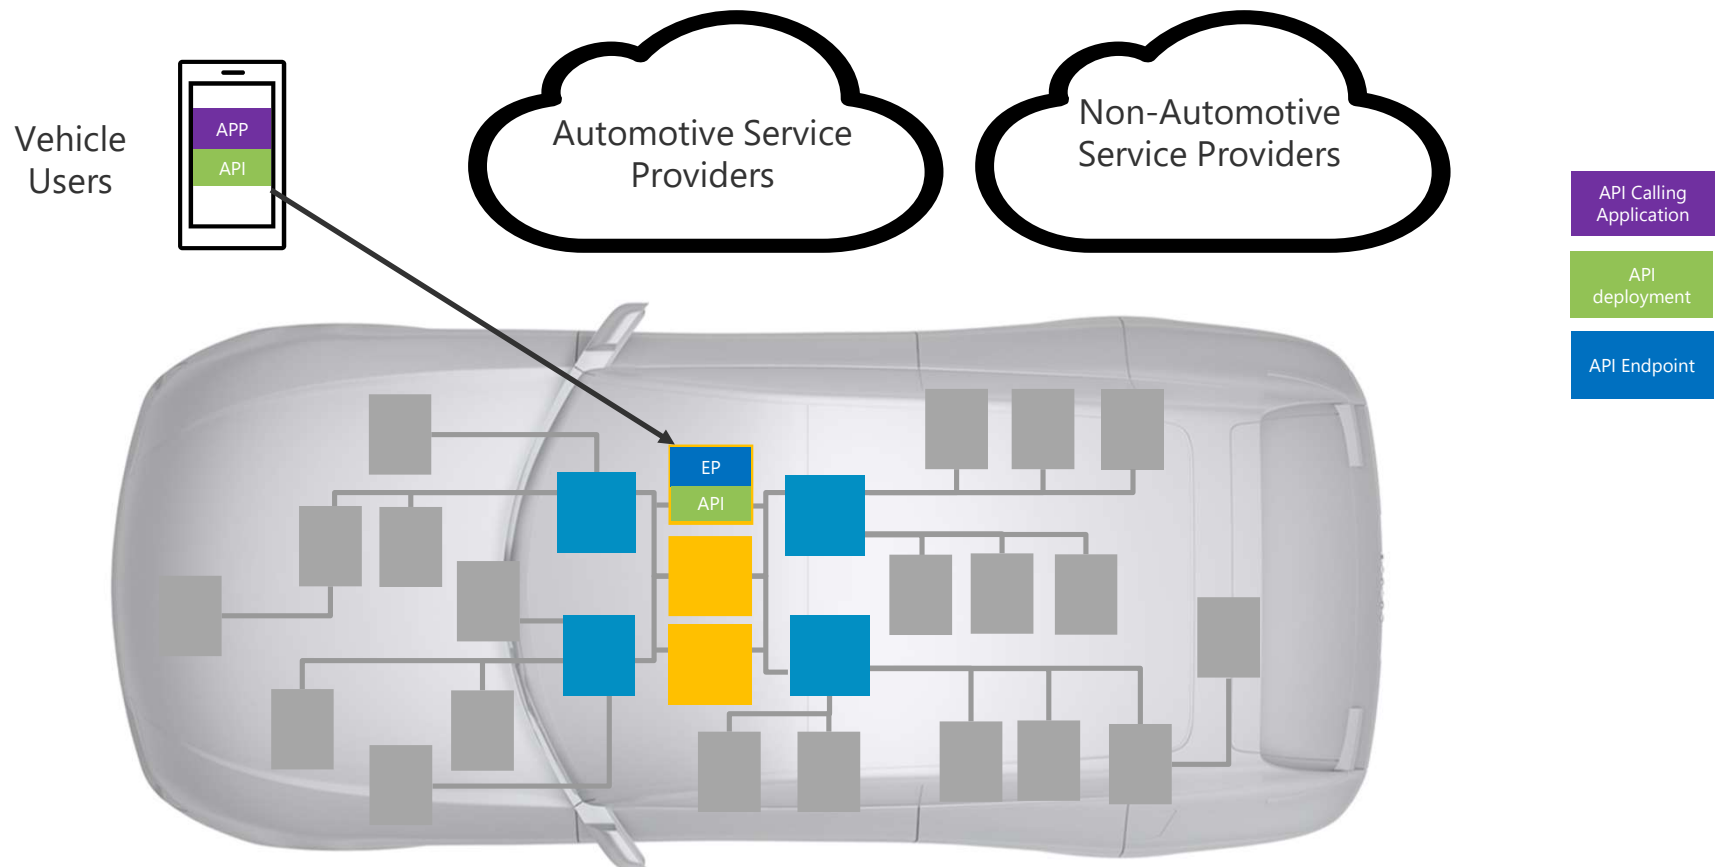 Vehicle
Users
APP
API
Automotive Service
Providers
Non-Automotive
Service Providers
API Calling
Application
API
deployment
API Endpoint
EP
API